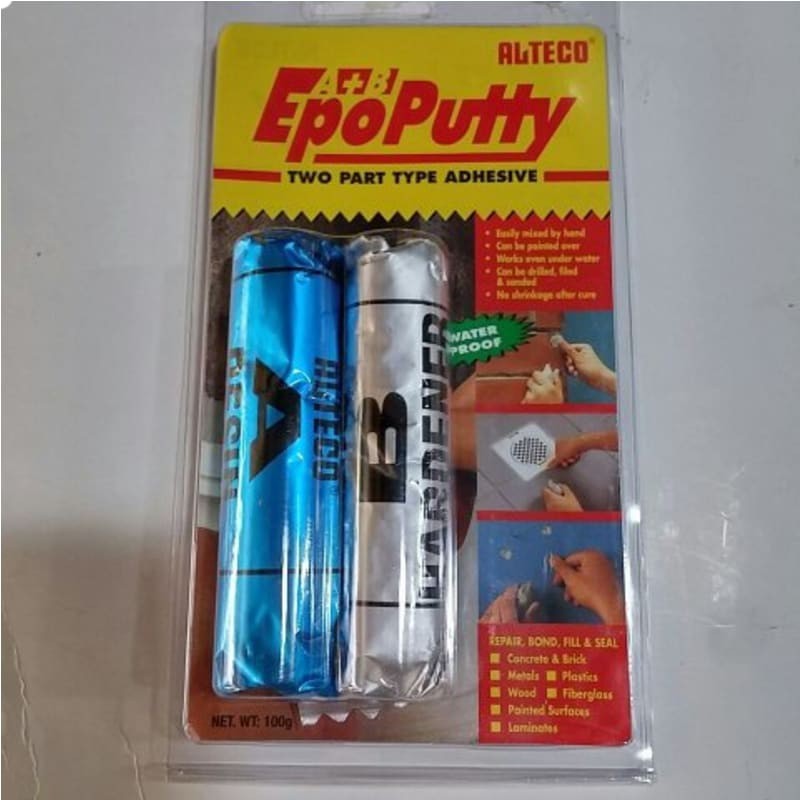 ALTECO®
A+B
EpoPutty
TWO PART TYPE ADHESIVE
• Easily mixed by hand
• Can be painted over
• Works even under water
• Can be drilled, filed
& sanded
• No shrinkage after cure
WATER
PROOF
A
RESIN
ALTECO
B
HARDENER
REPAIR, BOND, FILL & SEAL
Concrete & Brick
Metals Plastics
Wood Fiberglass
Painted Surfaces
Laminates
NET. WT: 100g